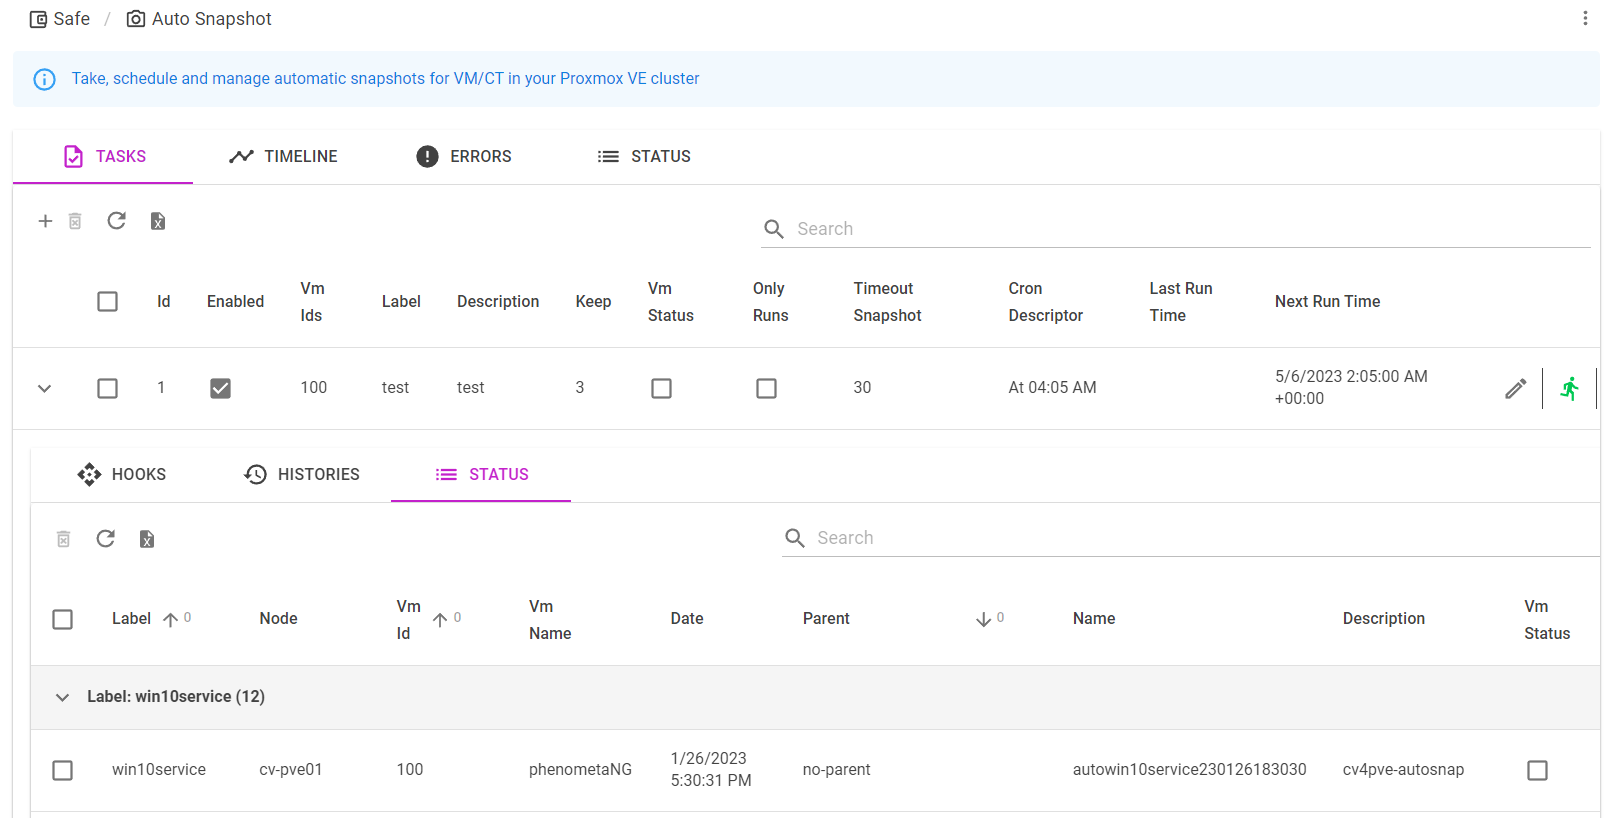 Safe / Auto Snapshot
Take, schedule and manage automatic snapshots for VM/CT in your Proxmox VE cluster
TASKS TIMELINE ERRORS STATUS
Search
Id Enabled Vm Ids Label Description Keep Vm Status Only Runs Timeout Snapshot Cron Descriptor Last Run Time Next Run Time
1 100 test test 3 30 At 04:05 AM 5/6/2023 2:05:00 AM +00:00
HOOKS HISTORIES STATUS
Search
Label 0 Node Vm Id 0 Vm Name Date Parent 0 Name Description Vm Status
Label: win10service (12)
win10service cv-pve01 100 phenometaNG 1/26/2023 5:30:31 PM no-parent autowin10service230126183030 cv4pve-autosnap